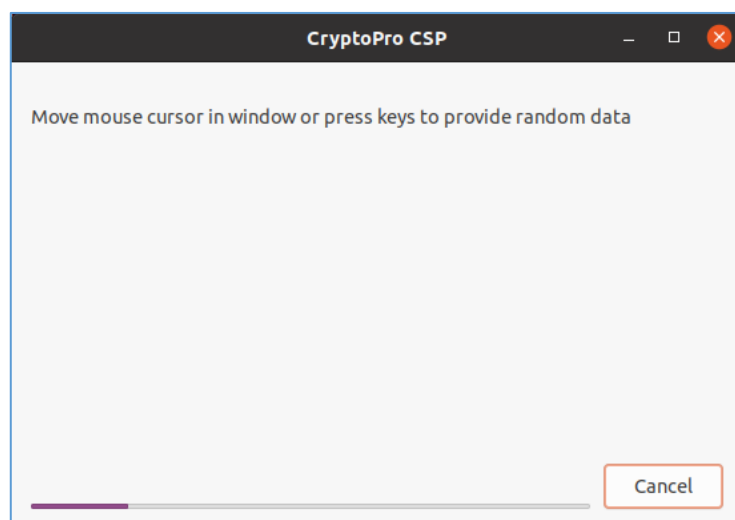 CryptoPro CSP
Move mouse cursor in window or press keys to provide random data
Cancel